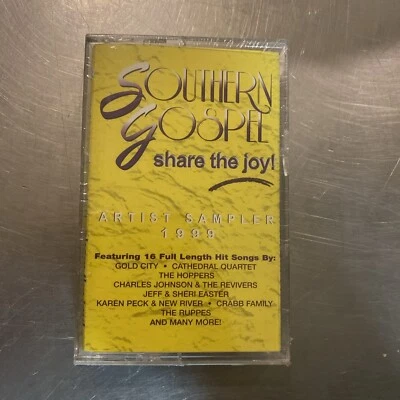 SOUTHERN
GOSPEL
share the joy!
ARTIST SAMPLER
1999
Featuring 16 Full Length Hit Songs By:
GOLD CITY • CATHEDRAL QUARTET
THE HOPPERS
CHARLES JOHNSON & THE REVIVERS
JEFF & SHERI EASTER
KAREN PECK & NEW RIVER • CRABB FAMILY
THE RUPPES
AND MANY MORE!